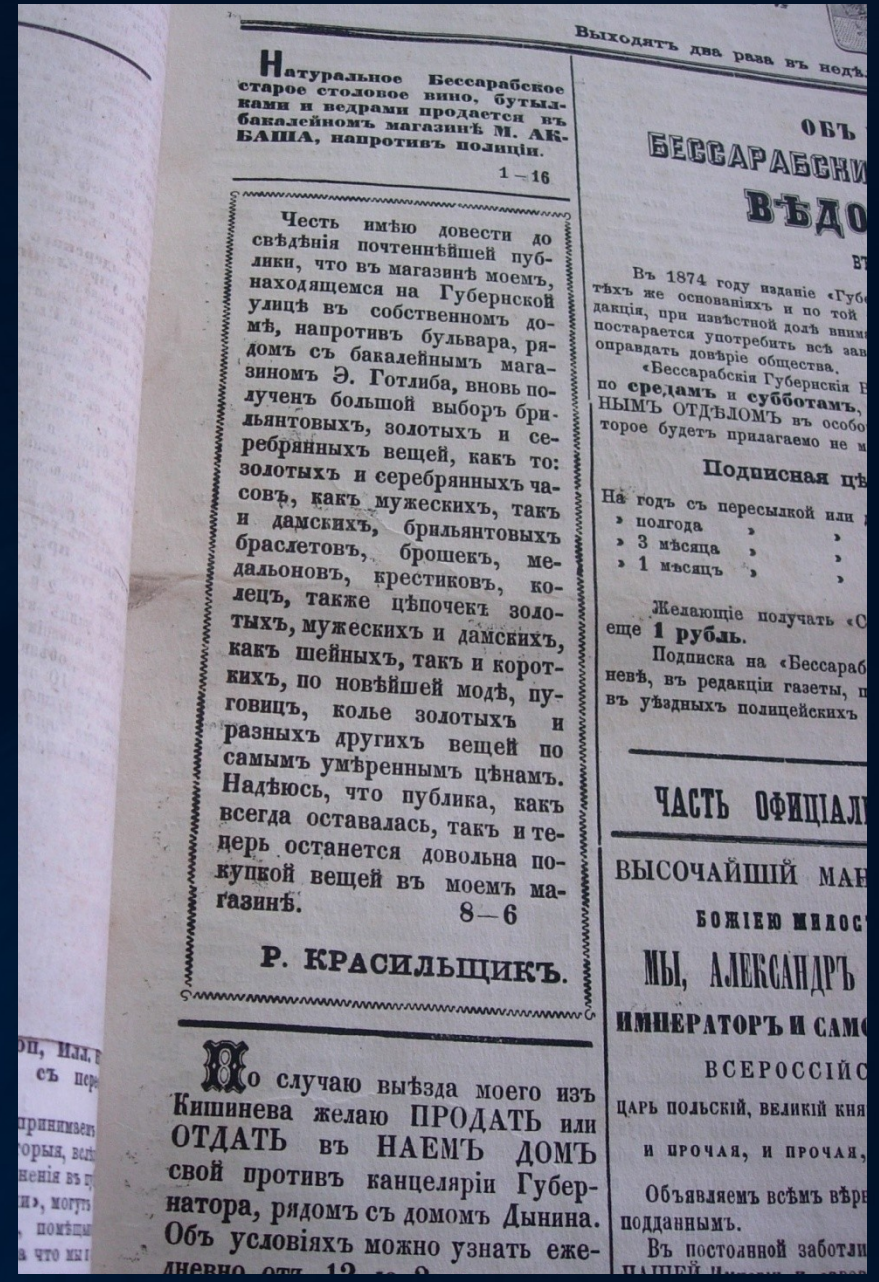 Выходятъ два раза въ недѣ
Натуральное Бессарабское
старое столовое вино, бутыл-
ками и ведрами продается въ
бакалейномъ магазинѣ М. АК-
БАША, напротивъ полиціи.
1—16
Честь имѣю довести до
свѣдѣнія почтеннѣйшей пуб-
лики, что въ магазинѣ моемъ,
находящемся на Губернской
улицѣ въ собственномъ до-
мѣ, напротивъ бульвара, ря-
домъ съ бакалейнымъ мага-
зиномъ Э. Готлиба, вновь по-
лученъ большой выборъ бри-
льянтовыхъ, золотыхъ и се-
ребрянныхъ вещей, какъ то:
золотыхъ и серебрянныхъ ча-
совъ, какъ мужескихъ, такъ
и дамскихъ, брильянтовыхъ
браслетовъ, брошекъ, ме-
дальоновъ, крестиковъ, ко-
лецъ, также цѣпочекъ золо-
тыхъ, мужескихъ и дамскихъ,
какъ шейныхъ, такъ и корот-
кихъ, по новѣйшей модѣ, пу-
говицъ, колье золотыхъ и
разныхъ другихъ вещей по
самымъ умѣреннымъ цѣнамъ.
Надѣюсь, что публика, какъ
всегда оставалась, такъ и те-
перь останется довольна по-
купкой вещей въ моемъ ма-
газинѣ. 8—6
Р. КРАСИЛЬЩИКЪ.
По случаю выѣзда моего изъ
Кишинева желаю ПРОДАТЬ или
ОТДАТЬ въ НАЕМЪ ДОМЪ
свой противъ канцеляріи Губер-
натора, рядомъ съ домомъ Дынина.
Объ условіяхъ можно узнать еже-
дневно отъ 12 до
ОБЪ
БЕССАРАБСКИ
ВѢДО
Въ 1874 году изданіе «Губе
тѣхъ же основаніяхъ и по той
дакція, при извѣстной долѣ внима
постарается употребить всѣ зав
оправдать довѣріе общества.
«Бессарабскія Губернскія В
по средамъ и субботамъ,
НЫМЪ ОТДѢЛОМЪ въ особо
торое будетъ прилагаемо не м
Подписная цѣ
На годъ съ пересылкой или
» полгода » »
» 3 мѣсяца » »
» 1 мѣсяцъ » »
Желающіе получать «С
еще 1 рубль.
Подписка на «Бессараб
невѣ, въ редакціи газеты, п
въ уѣздныхъ полицейскихъ
ЧАСТЬ ОФИЦІАЛ
ВЫСОЧАЙШІЙ МАН
БОЖІЕЮ МИЛОСТ
МЫ, АЛЕКСАНДРЪ
ИМПЕРАТОРЪ И САМО
ВСЕРОССІЙС
ЦАРЬ ПОЛЬСКІЙ, ВЕЛИКІЙ КНЯ
И ПРОЧАЯ, И ПРОЧАЯ,
Объявляемъ всѣмъ вѣр
подданнымъ.
Въ постоянной заботли